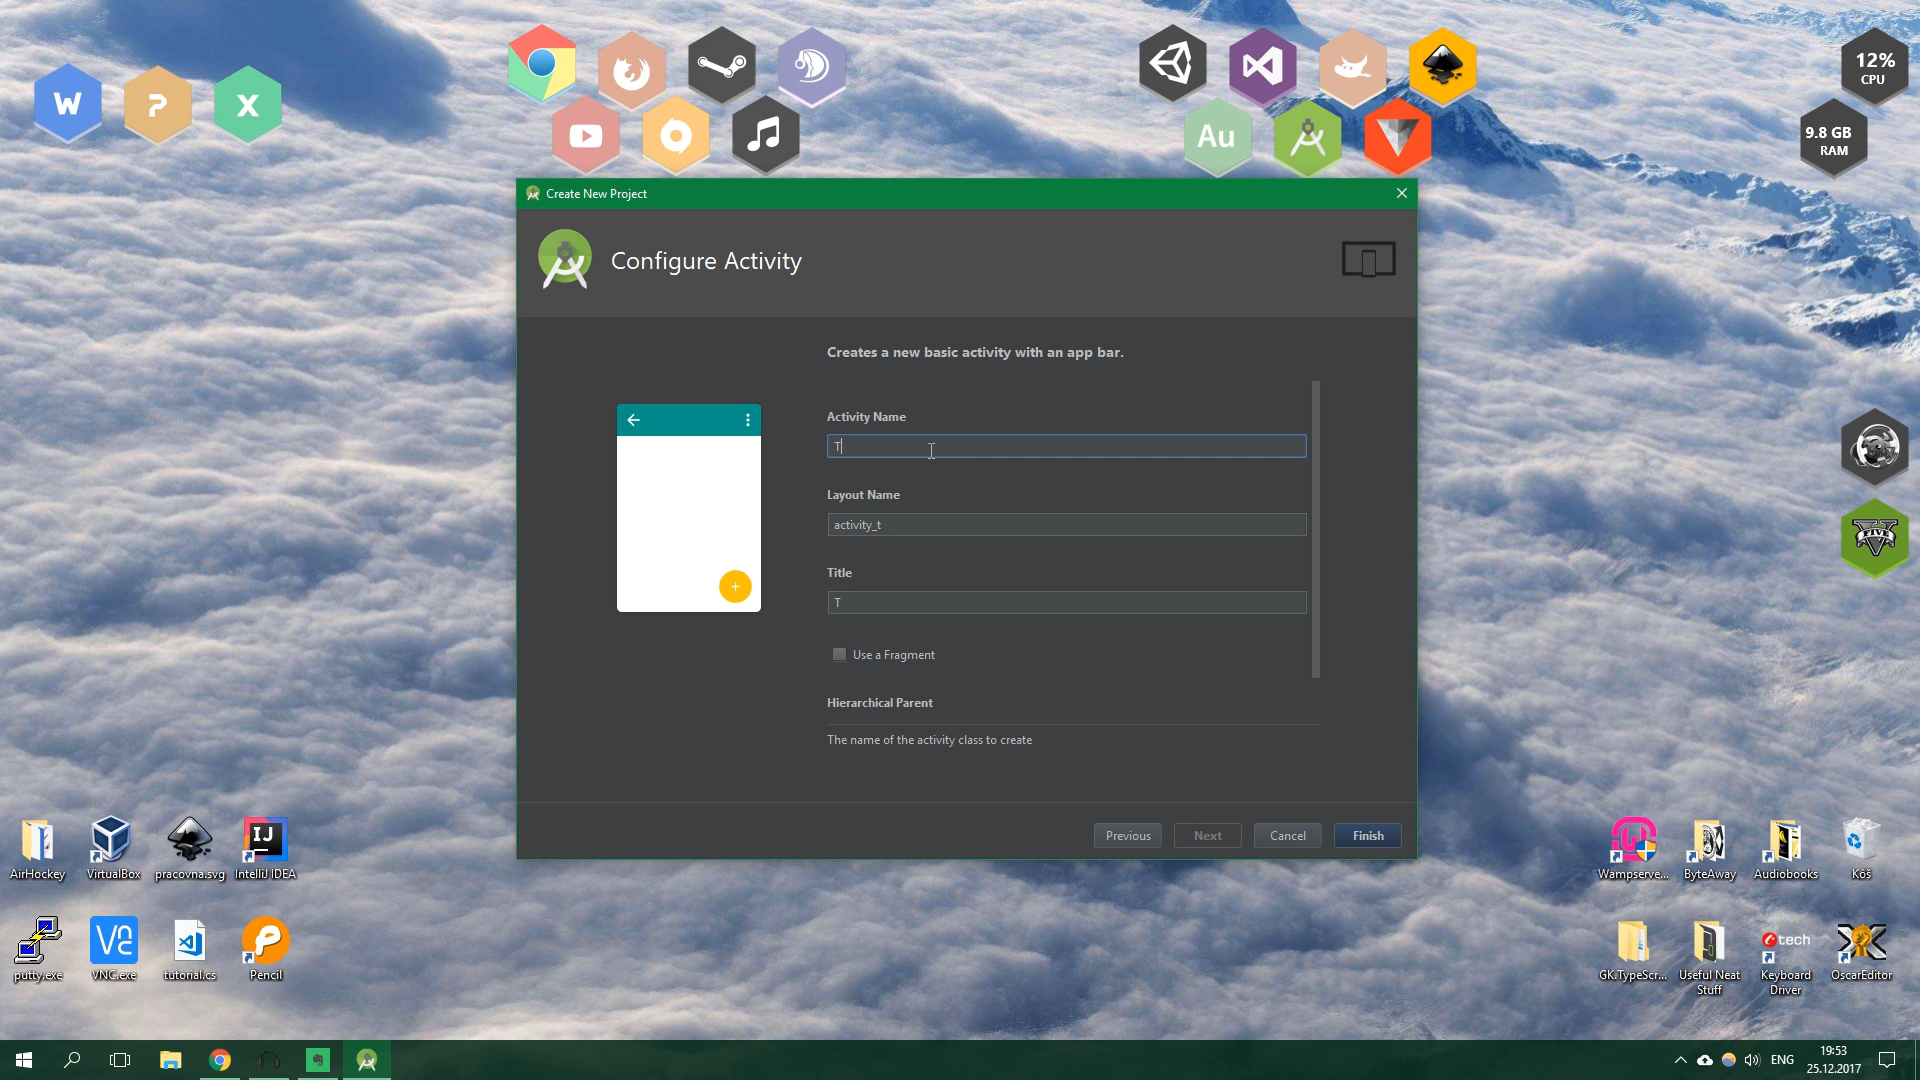 W
P
X
Au
12%
CPU
9.8 GB
RAM
FIVE
Create New Project
Configure Activity
Creates a new basic activity with an app bar.
Activity Name
T
Layout Name
activity_t
Title
T
Use a Fragment
Hierarchical Parent
The name of the activity class to create
Previous
Next
Cancel
Finish
AirHockey
VirtualBox
pracovna.svg
IJ
IntelliJ IDEA
putty.exe
VNC.exe
tutorial.cs
Pencil
Wampserve...
ByteAway
Audiobooks
Kôš
GK.TypeScr...
Useful Neat
Stuff
tech
Keyboard
Driver
OscarEditor
ENG
19:53
25.12.2017